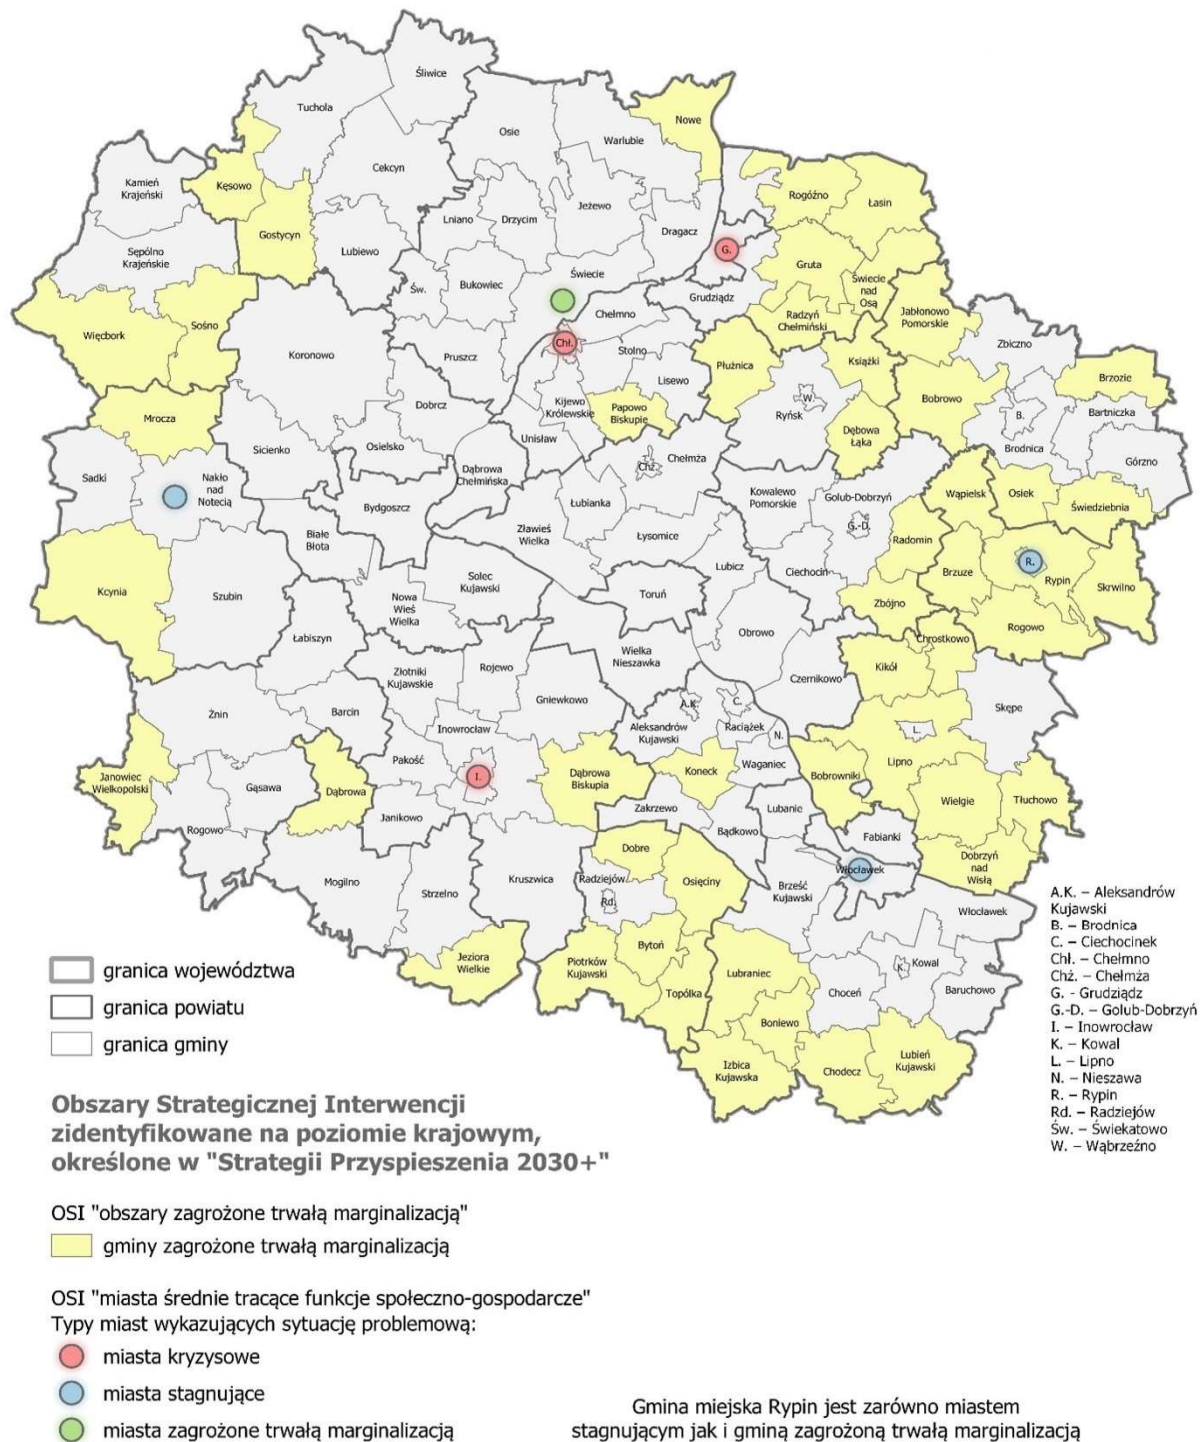 Śliwice
Tuchola
Nowe
Osie
Warlubie
Cekcyn
Kamień
Krajeński
Kęsowo
Rogóźno
Łasin
Jeżewo
Lniano
Drzycim
Dragacz
Gostycyn
Lubiewo
Sępólno
Krajeńskie
G.
Gruta
Świecie
Świecie
nad
Osą
Bukowiec
Św.
Grudziądz
Jabłonowo
Pomorskie
Chełmno
Radzyń
Chełmiński
Sośno
Więcbork
Koronowo
Chł.
Stolno
Zbiczno
Pruszcz
Płużnica
Książki
Lisewo
Brzozie
Dobrcz
Kijewo
Królewskie
Papowo
Biskupie
W.
Ryńsk
Bobrowo
B.
Bartniczka
Mrocza
Dębowa
Łąka
Unisław
Osielsko
Sicienko
Brodnica
Górzno
Chełmża
Chż.
Dąbrowa
Chełmińska
Sadki
Nakło
nad
Notecią
Kowalewo
Pomorskie
Golub-Dobrzyń
Wąpielsk
Osiek
Świedziebnia
Łubianka
Bydgoszcz
G.-D.
Zławieś
Wielka
Łysomice
Białe
Błota
Radomin
R.
Lubicz
Ciechocin
Brzuze
Rypin
Skrwilno
Solec
Kujawski
Kcynia
Szubin
Nowa
Wieś
Wielka
Toruń
Zbójno
Rogowo
Obrowo
Łabiszyn
Chrostkowo
Wielka
Nieszawka
Kikół
Złotniki
Kujawskie
Rojewo
Czernikowo
Gniewkowo
Skępe
A.K.
C.
Żnin
Barcin
Inowrocław
Aleksandrów
Kujawski
Raciążek
N.
L.
Pakość
Waganiec
Lipno
I.
Dąbrowa
Biskupia
Koneck
Bobrowniki
Janowiec
Wielkopolski
Gąsawa
Dąbrowa
Wielgie
Tłuchowo
Zakrzewo
Lubanie
Janikowo
Rogowo
Bądkowo
Fabianki
Dobre
Dobrzyń
nad
Wisłą
Włocławek
Mogilno
Strzelno
Kruszwica
Radziejów
Osięciny
Brześć
Kujawski
Rd.
Włocławek
Bytoń
Jeziora
Wielkie
Piotrków
Kujawski
K.
Kowal
Lubraniec
Baruchowo
Topólka
Choceń
Boniewo
Lubień
Kujawski
Izbica
Kujawska
Chodecz
A.K. – Aleksandrów
Kujawski
B. – Brodnica
C. – Ciechocinek
Chł. – Chełmno
Chż. – Chełmża
G. - Grudziądz
G.-D. – Golub-Dobrzyń
I. – Inowrocław
K. – Kowal
L. – Lipno
N. – Nieszawa
R. – Rypin
Rd. – Radziejów
Św. – Świekatowo
W. – Wąbrzeźno
granica województwa
granica powiatu
granica gminy
Obszary Strategicznej Interwencji
zidentyfikowane na poziomie krajowym,
określone w "Strategii Przyspieszenia 2030+"
OSI "obszary zagrożone trwałą marginalizacją"
gminy zagrożone trwałą marginalizacją
OSI "miasta średnie tracące funkcje społeczno-gospodarcze"
Typy miast wykazujących sytuację problemową:
miasta kryzysowe
miasta stagnujące
miasta zagrożone trwałą marginalizacją
Gmina miejska Rypin jest zarówno miastem
stagnującym jak i gminą zagrożoną trwałą marginalizacją